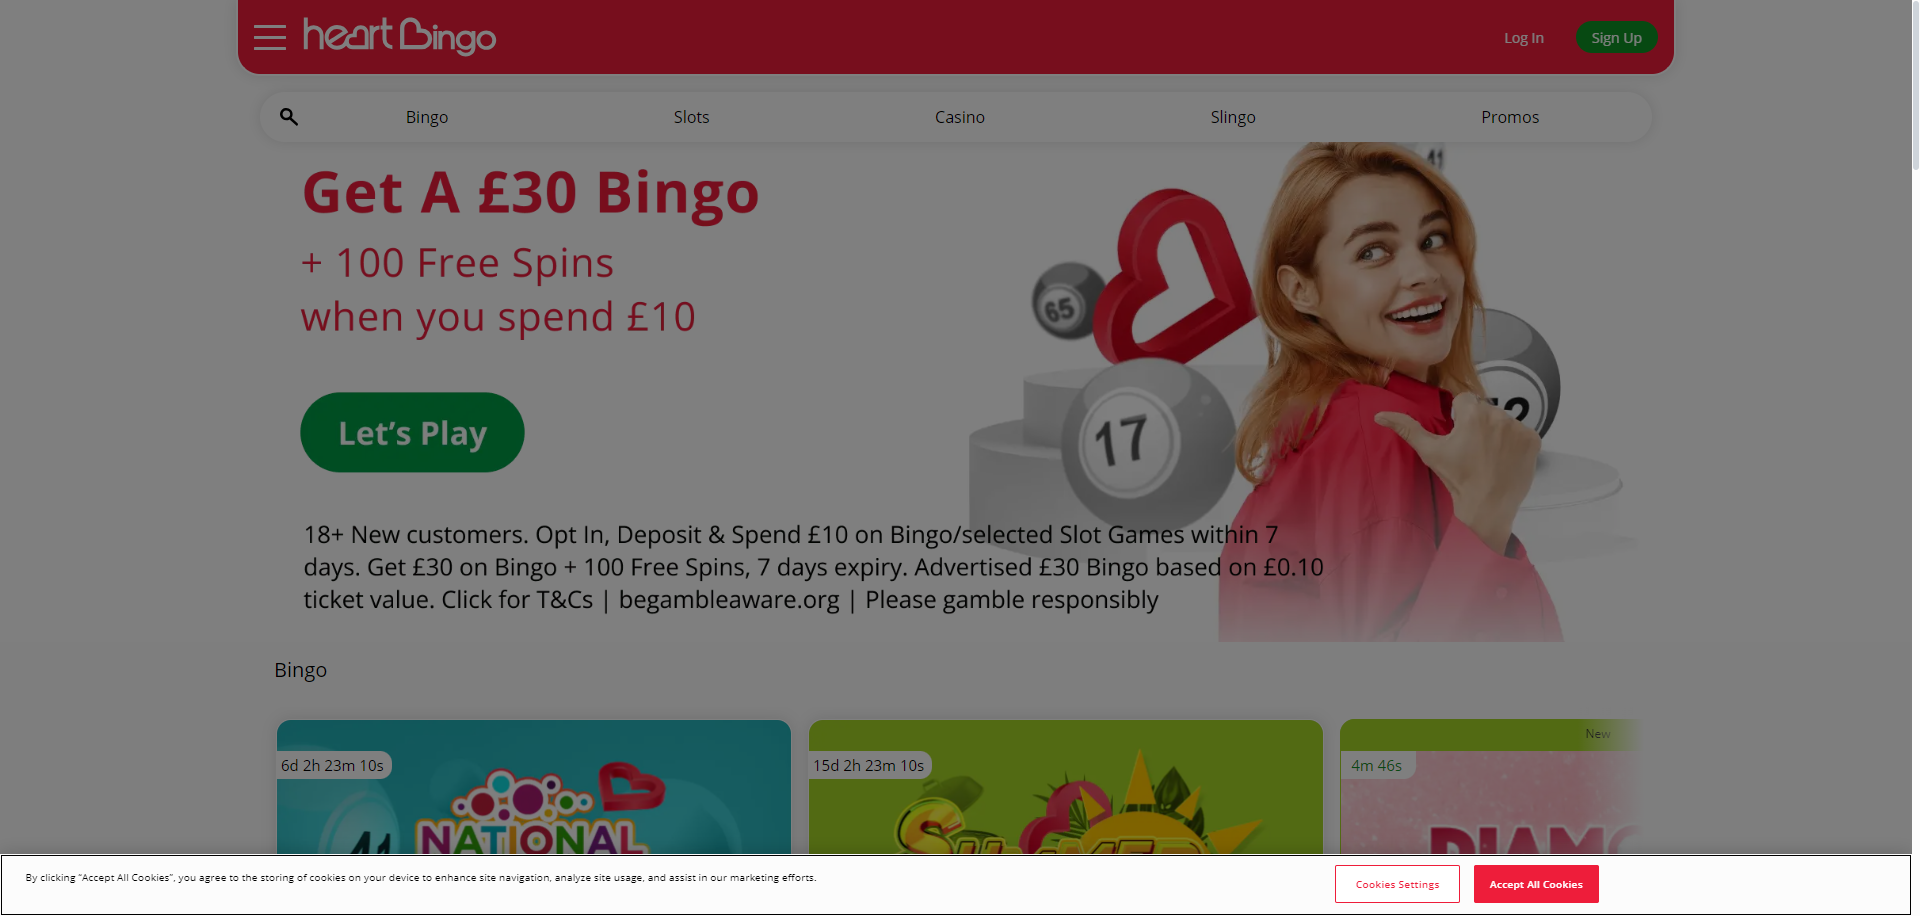 heart Bingo
Log In
Sign Up
Bingo
Slots
Casino
Slingo
Promos
Get A £30 Bingo
+ 100 Free Spins
when you spend £10
Let's Play
41
65
17
52
18+ New customers. Opt In, Deposit & Spend £10 on Bingo/selected Slot Games within 7
days. Get £30 on Bingo + 100 Free Spins, 7 days expiry. Advertised £30 Bingo based on £0.10
ticket value. Click for T&Cs | begambleaware.org | Please gamble responsibly
Bingo
6d 2h 23m 10s
41
NATIONAL
15d 2h 23m 10s
SUMMER
New
4m 46s
By clicking "Accept All Cookies", you agree to the storing of cookies on your device to enhance site navigation, analyze site usage, and assist in our marketing efforts.
Cookies Settings
Accept All Cookies